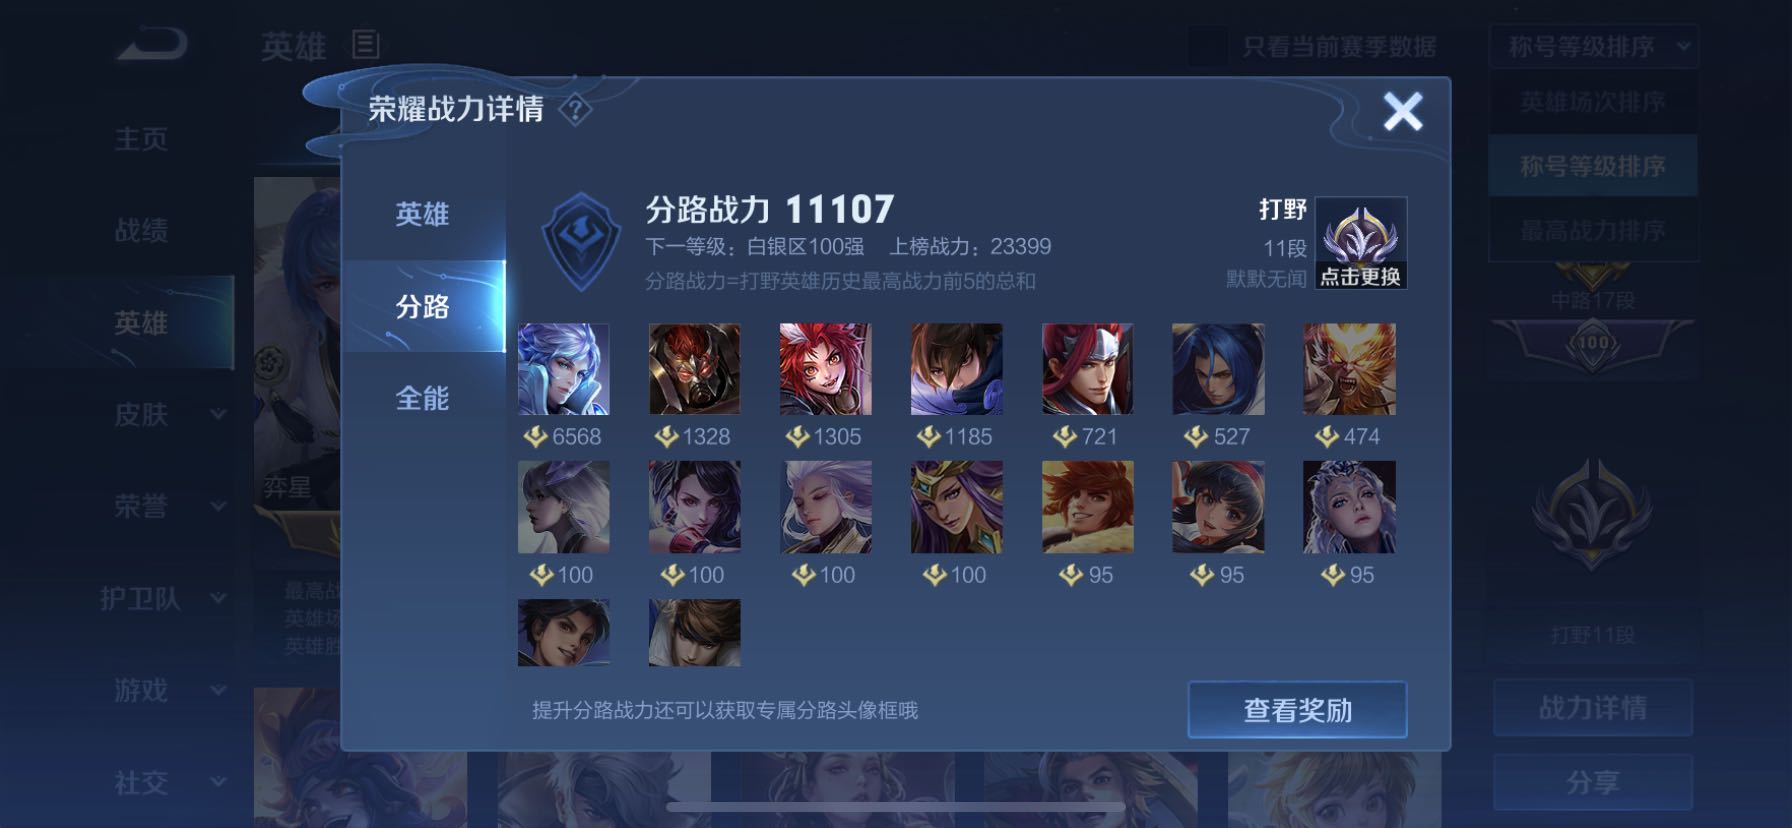 英雄
只看当前赛季数据
称号等级排序
英雄场次排序
称号等级排序
最高战力排序
主页
战绩
英雄
皮肤
荣誉
护卫队
游戏
社交
荣耀战力详情 ?
英雄
分路
全能
分路战力 11107
下一等级：白银区100强 上榜战力：23399
分路战力=打野英雄历史最高战力前5的总和
打野
11段
默默无闻
点击更换
6568 1328 1305 1185 721 527 474
100 100 100 100 95 95 95
提升分路战力还可以获取专属分路头像框哦
查看奖励
弈星
最高战
英雄场
英雄胜
中路17段
100
打野11段
战力详情
分享